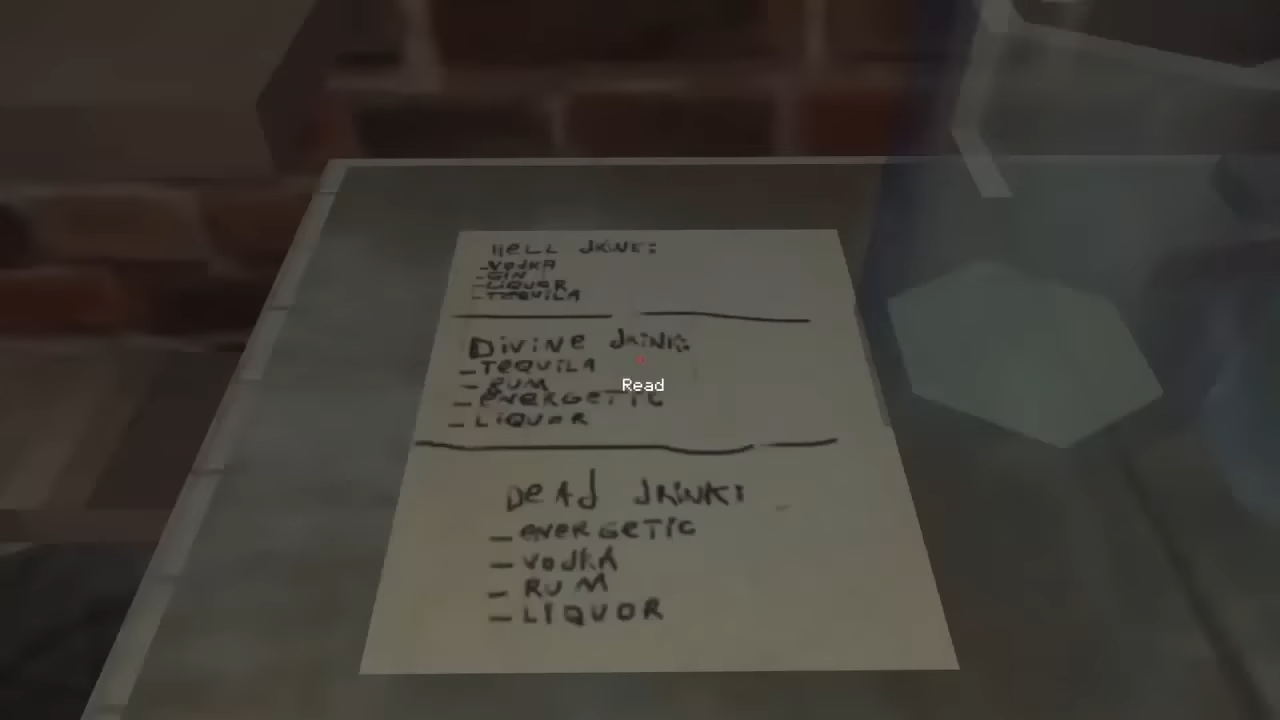 Hell drink:
-Vodka
-Gin
-Liquor
-Tequila
Divine drink:
-Tequila
-Rum
-energetic
-Liquor
Dead drink:
-energetic
-Vodka
-Rum
-Liquor
Read